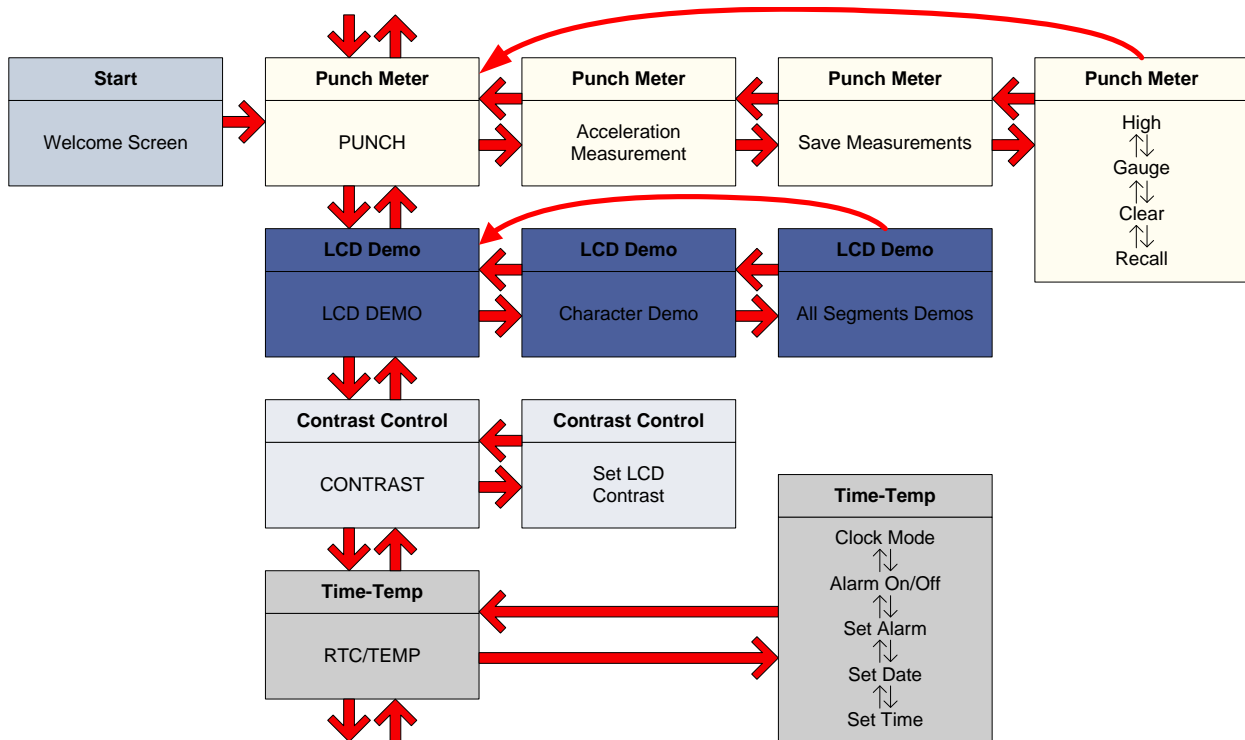 Start
Welcome Screen
Punch Meter
PUNCH
Punch Meter
Acceleration
Measurement
Punch Meter
Save Measurements
Punch Meter
High
Gauge
Clear
Recall
LCD Demo
LCD DEMO
LCD Demo
Character Demo
LCD Demo
All Segments Demos
Contrast Control
CONTRAST
Contrast Control
Set LCD
Contrast
Time-Temp
RTC/TEMP
Time-Temp
Clock Mode
Alarm On/Off
Set Alarm
Set Date
Set Time